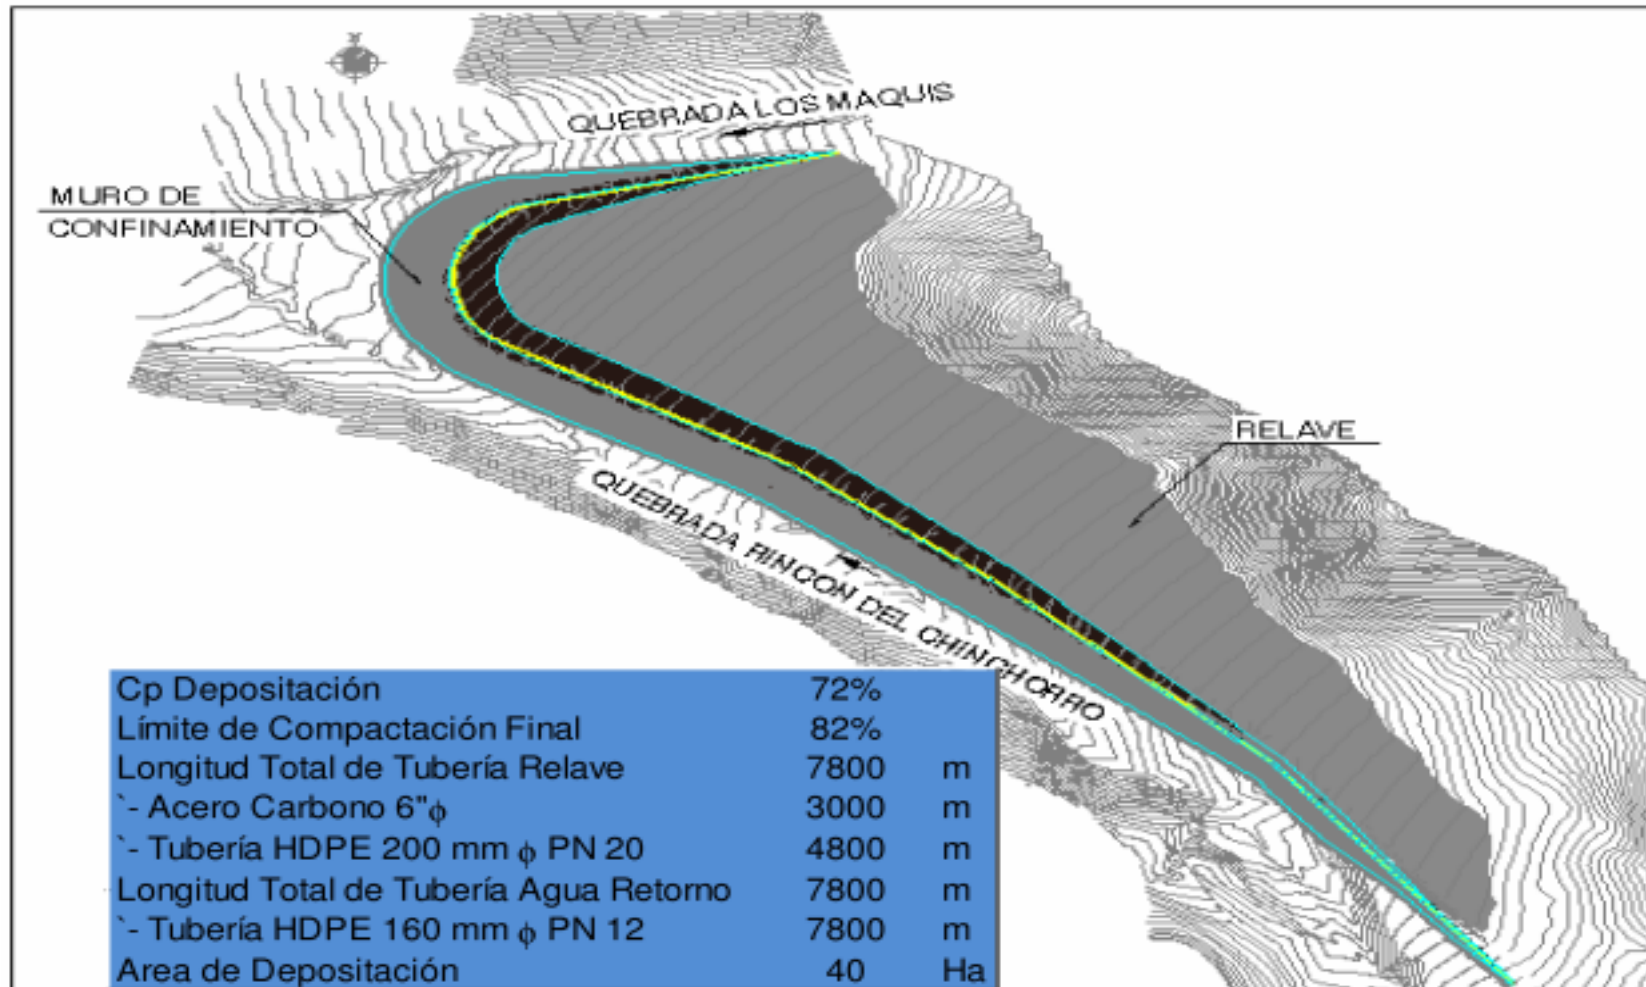 QUEBRADA LOS MAQUIS
MURO DE
CONFINAMIENTO
RELAVE
QUEBRADA RINCON DEL CHINCHORRO
Cp Depositación 72%
Límite de Compactación Final 82%
Longitud Total de Tubería Relave 7800 m
`- Acero Carbono 6"ϕ 3000 m
`- Tubería HDPE 200 mm ϕ PN 20 4800 m
Longitud Total de Tubería Agua Retorno 7800 m
`- Tubería HDPE 160 mm ϕ PN 12 7800 m
Area de Depositación 40 Ha